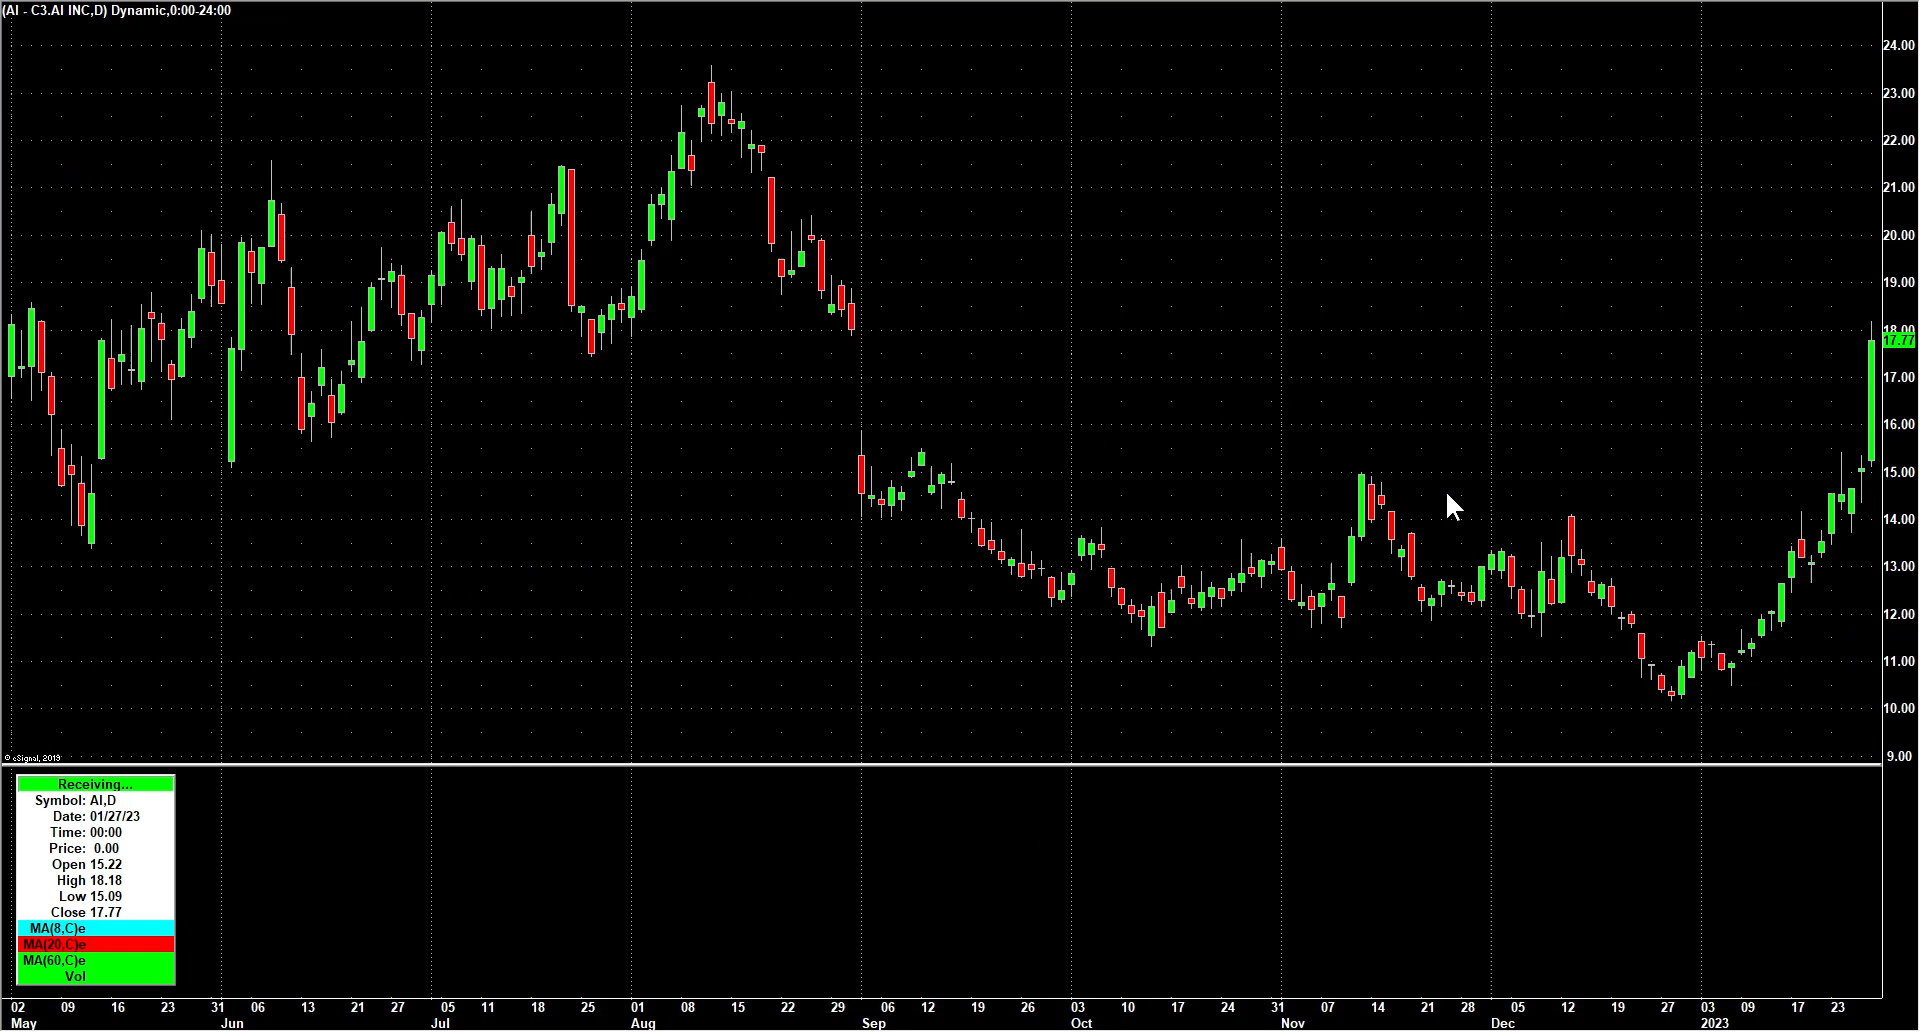 (AI - C3.AI INC,D) Dynamic,0:00-24:00
24.00
23.00
22.00
21.00
20.00
19.00
18.00
17.77
17.00
16.00
15.00
14.00
13.00
12.00
11.00
10.00
9.00
© eSignal, 2019
Receiving...
Symbol: AI,D
Date: 01/27/23
Time: 00:00
Price: 0.00
Open 15.22
High 18.18
Low 15.09
Close 17.77
MA(8,C)e
MA(20,C)e
MA(60,C)e
Vol
02 09 16 23 31 06 13 21 27 05 11 18 25 01 08 15 22 29 06 12 19 26 03 10 17 24 31 07 14 21 28 05 12 19 27 03 09 17 23
May Jun Jul Aug Sep Oct Nov Dec 2023